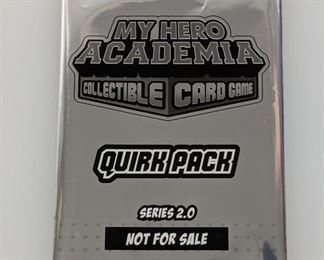 MY HERO
ACADEMIA
COLLECTIBLE CARD GAME
QUIRK PACK
SERIES 2.0
NOT FOR SALE